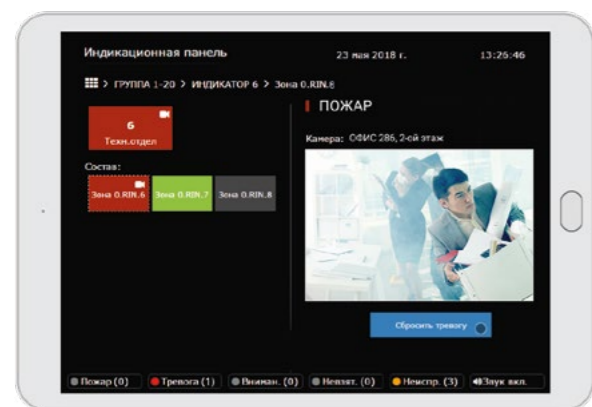 Индикационная панель 23 мая 2018 г. 13:26:46
> ГРУППА 1-20 > ИНДИКАТОР 6 > Зона 0.RIN.6
ПОЖАР
6
Техн.отдел
Камера: ОФИС 286, 2-ой этаж
Состав:
Зона 0.RIN.6 Зона 0.RIN.7 Зона 0.RIN.8
Сбросить тревогу
Пожар (0) Тревога (1) Вниман. (0) Невзят. (0) Неиспр. (3) Звук вкл.